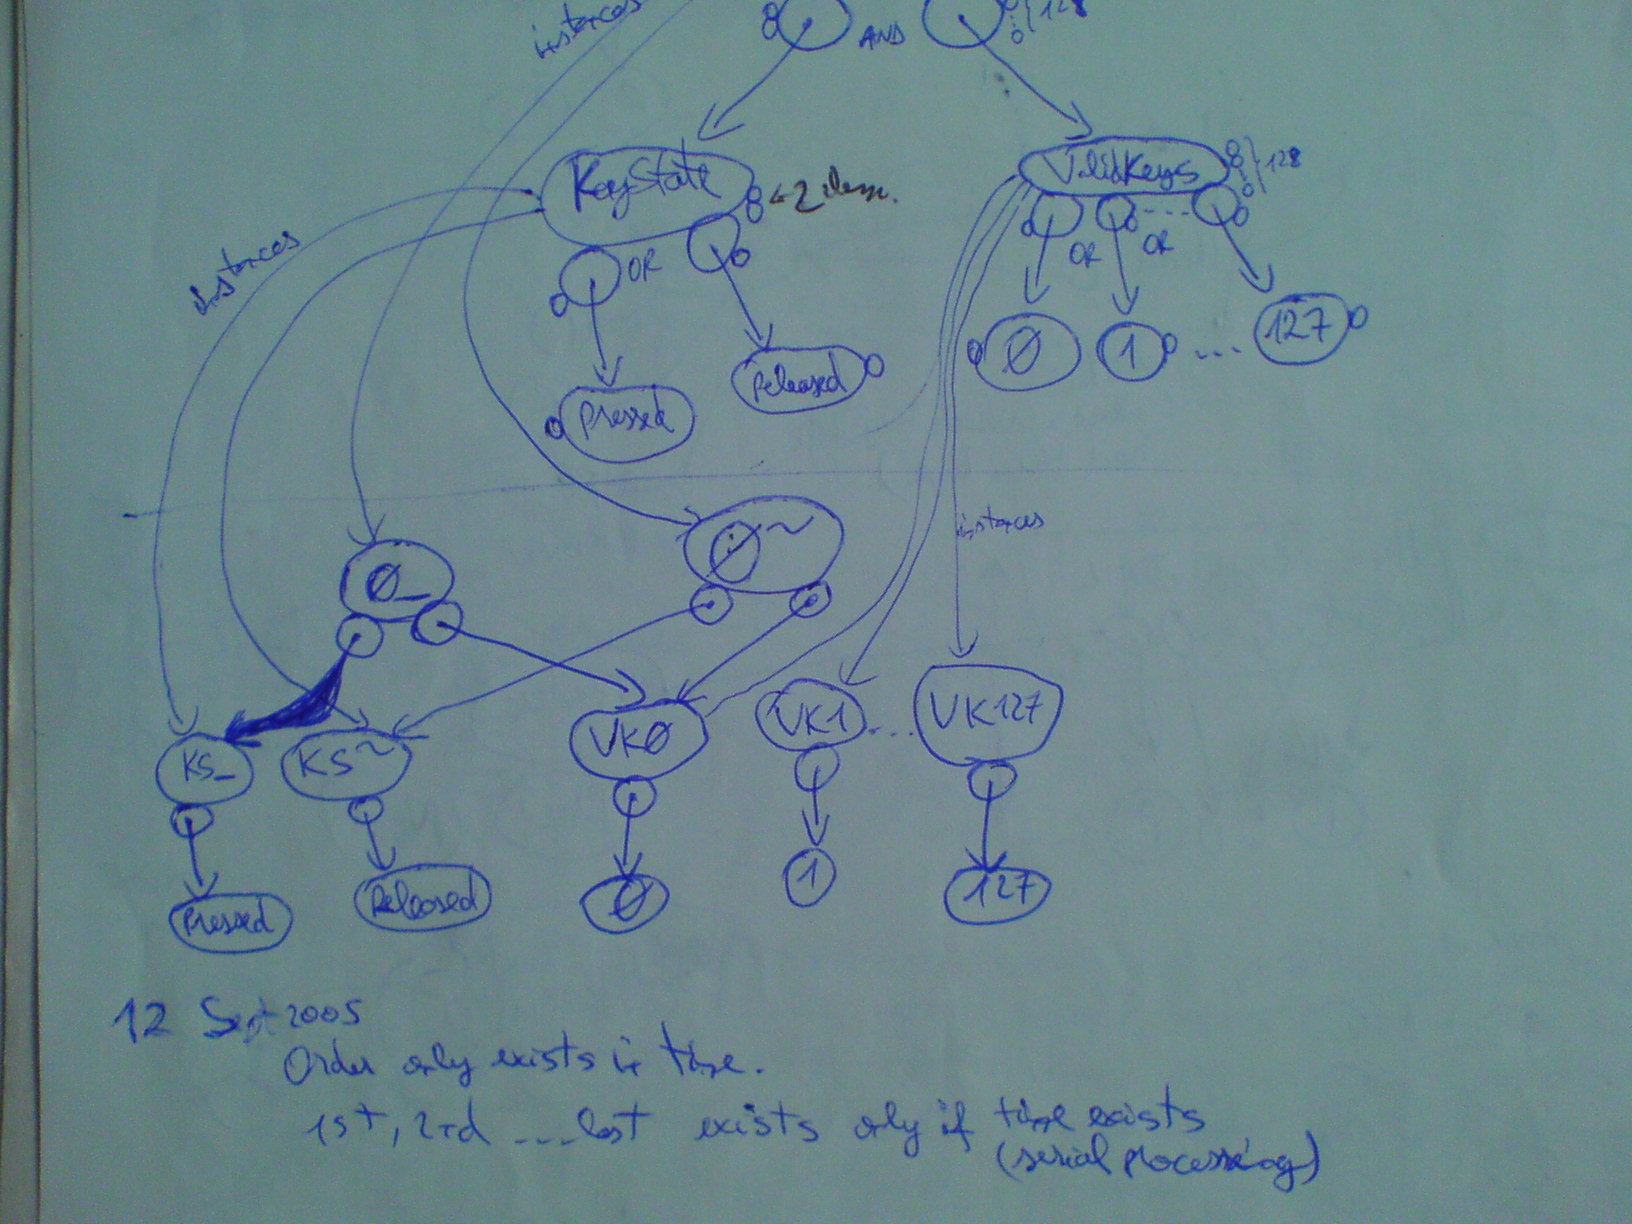 instances
AND
128
KeyState
← 2 elem.
ValidKeys
128
instances
OR
OR
OR
Pressed
Released
Ø
1
...
127
instances
Ø_
Ø~
KS_
KS~
VKØ
VK1
...
VK127
Pressed
Released
Ø
1
127
12 Sept 2005
Order only exists in time.
1st, 2nd ... last exists only if time exists
(serial processing)